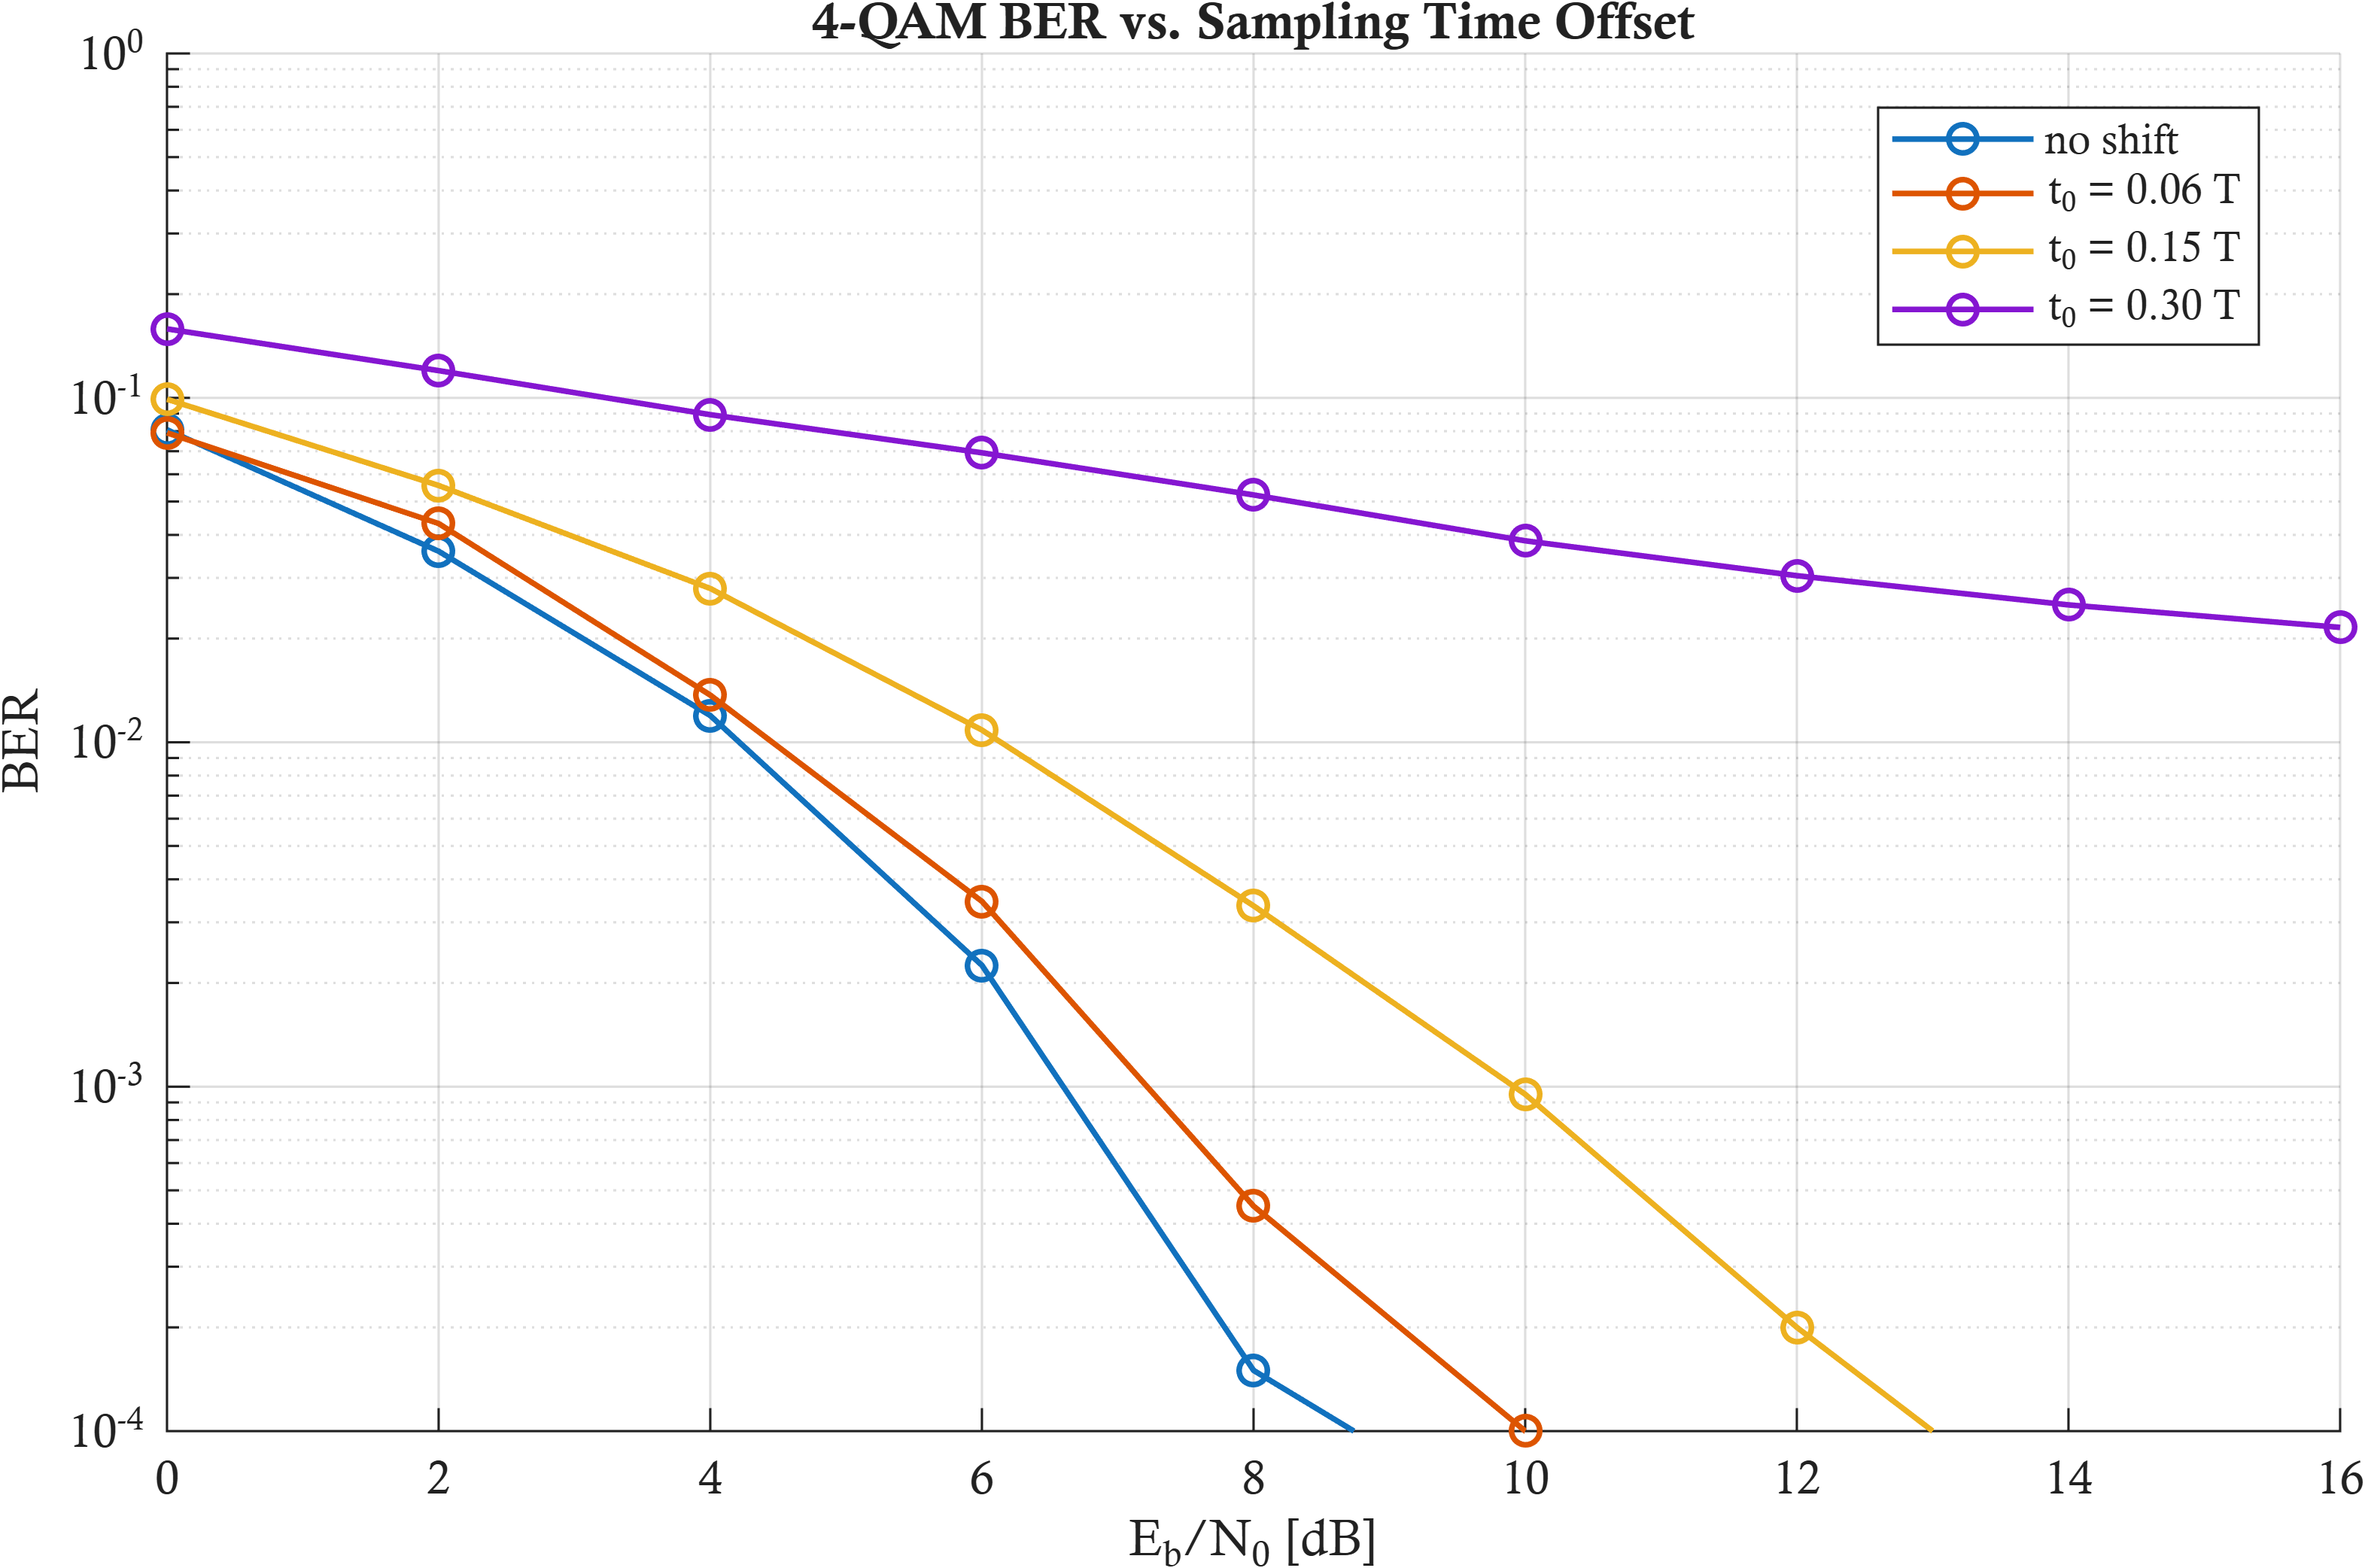 4-QAM BER vs. Sampling Time Offset
10^0
10^-1
10^-2
10^-3
10^-4
BER
no shift
t_0 = 0.06 T
t_0 = 0.15 T
t_0 = 0.30 T
0 2 4 6 8 10 12 14 16
E_b/N_0 [dB]